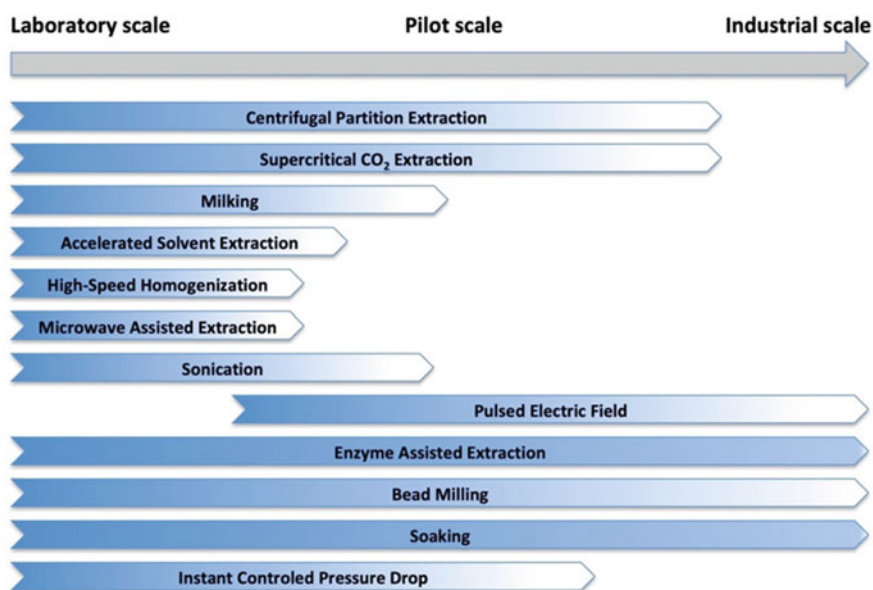 Laboratory scale Pilot scale Industrial scale
Centrifugal Partition Extraction
Supercritical CO₂ Extraction
Milking
Accelerated Solvent Extraction
High-Speed Homogenization
Microwave Assisted Extraction
Sonication
Pulsed Electric Field
Enzyme Assisted Extraction
Bead Milling
Soaking
Instant Controled Pressure Drop